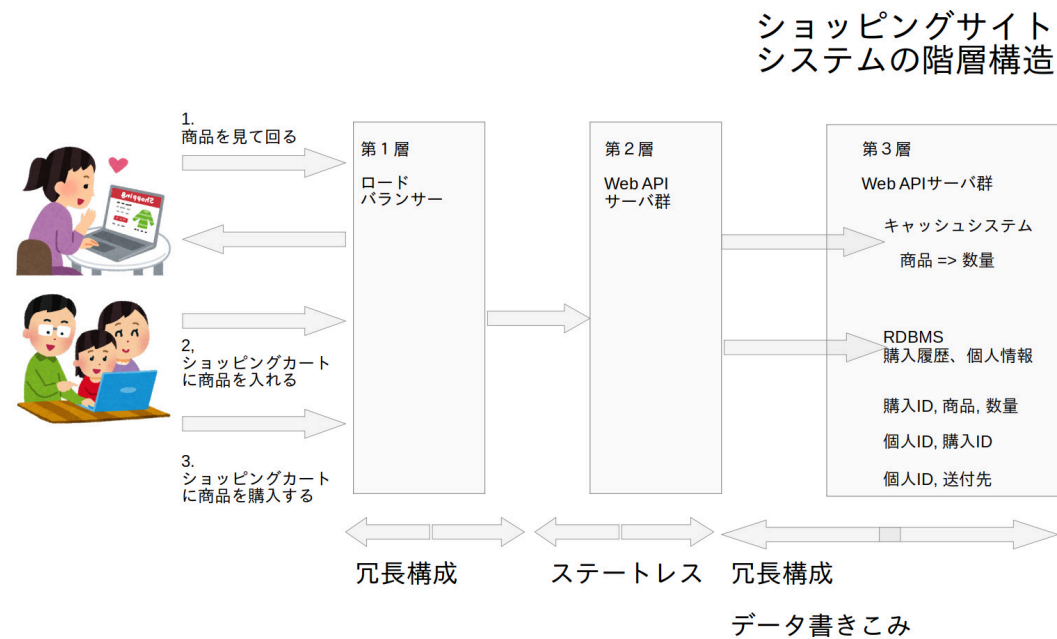 ショッピングサイト
システムの階層構造
1.
商品を見て回る
2,
ショッピングカート
に商品を入れる
3.
ショッピングカート
に商品を購入する
第１層
ロード
バランサー
第２層
Web API
サーバ群
第３層
Web APIサーバ群
キャッシュシステム
商品 => 数量
RDBMS
購入履歴、個人情報
購入ID, 商品, 数量
個人ID, 購入ID
個人ID, 送付先
冗長構成
ステートレス
冗長構成
データ書きこみ